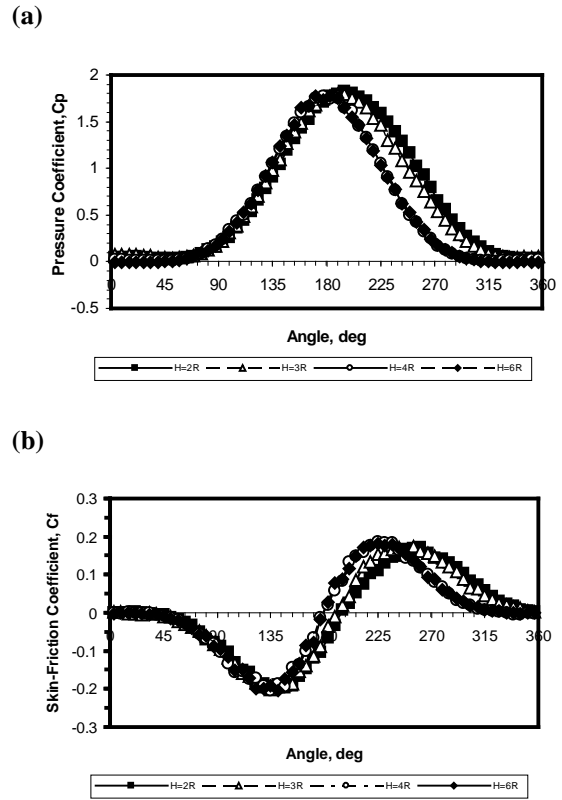 (a)
2
1.5
1
0.5
0
-0.5
Pressure Coefficient, Cp
0 45 90 135 180 225 270 315 360
Angle, deg
H=2R H=3R H=4R H=6R
(b)
0.3
0.2
0.1
0
-0.1
-0.2
-0.3
Skin-Friction Coefficient, Cf
0 45 90 135 180 225 270 315 360
Angle, deg
H=2R H=3R H=4R H=6R